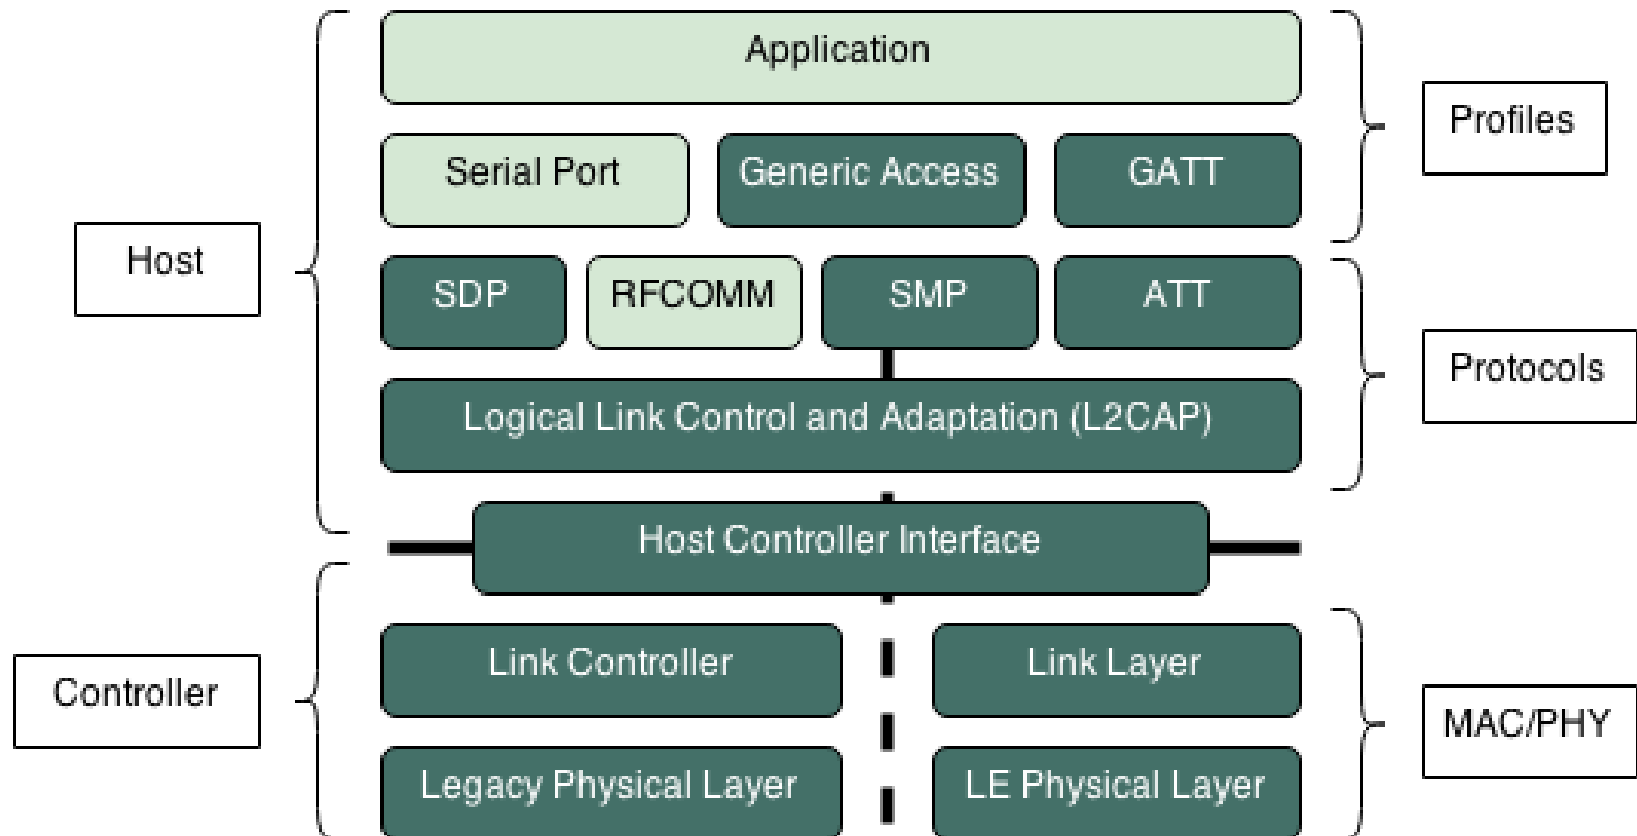 Application
Profiles
Serial Port
Generic Access
GATT
Host
SDP
RFCOMM
SMP
ATT
Protocols
Logical Link Control and Adaptation (L2CAP)
Host Controller Interface
Controller
Link Controller
Link Layer
MAC/PHY
Legacy Physical Layer
LE Physical Layer